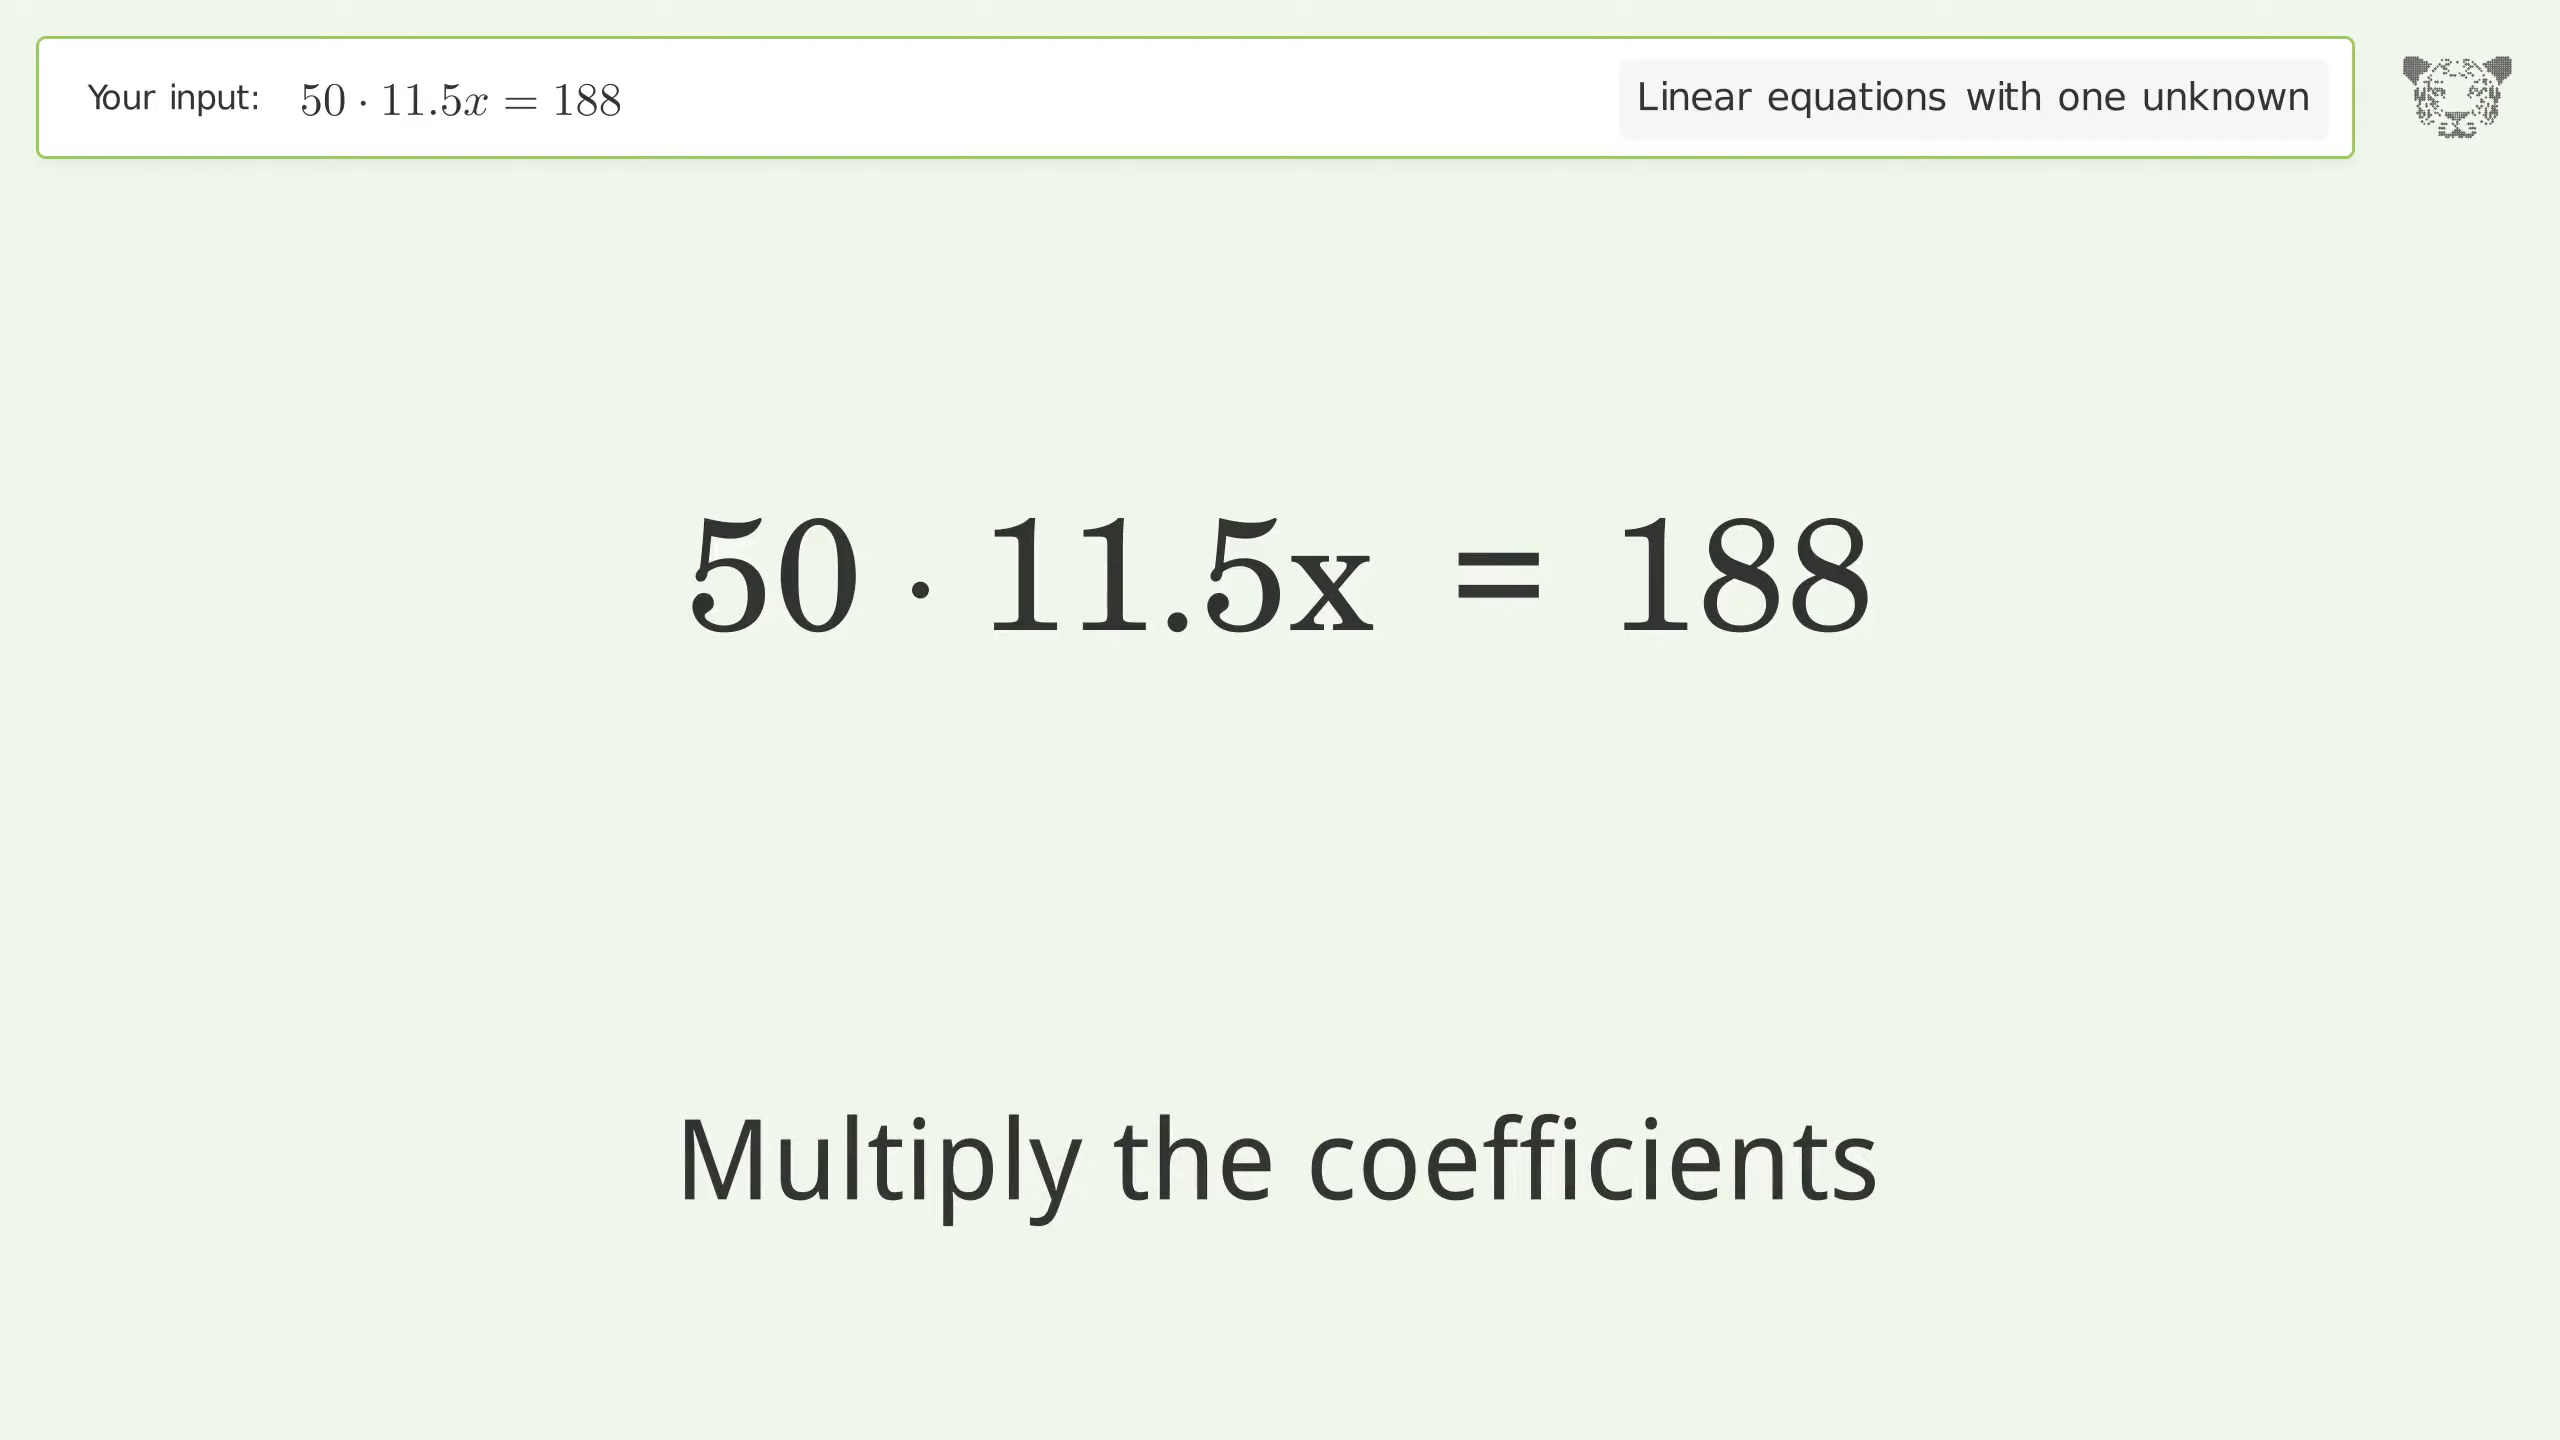 Your input: 50 · 11.5x = 188
Linear equations with one unknown
50 · 11.5x = 188
Multiply the coefficients